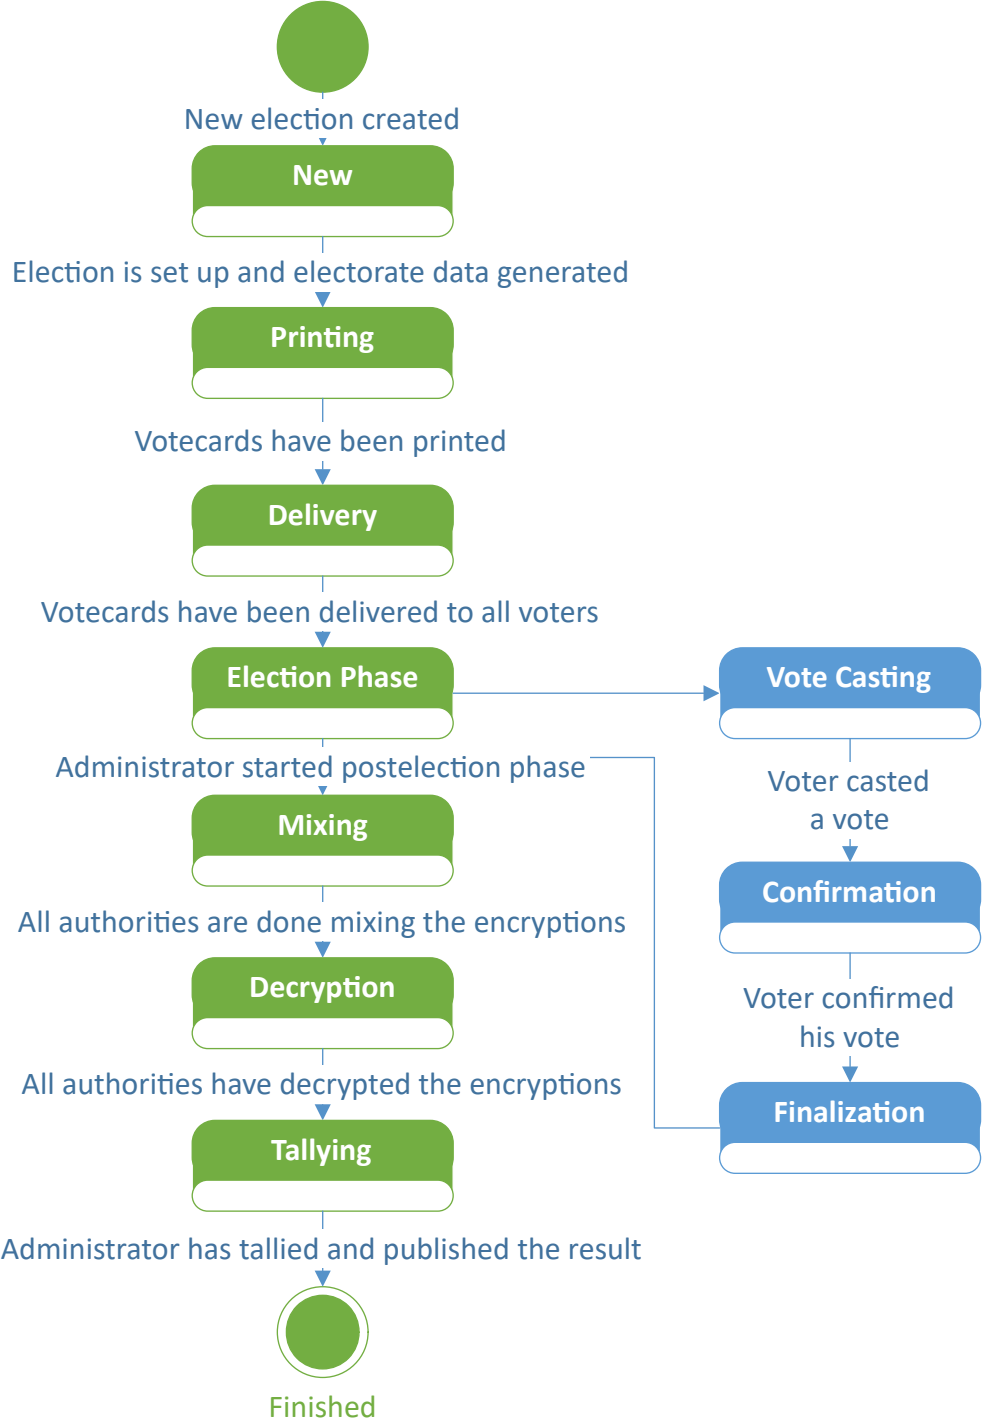 New election created
New
Election is set up and electorate data generated
Printing
Votecards have been printed
Delivery
Votecards have been delivered to all voters
Election Phase
Vote Casting
Administrator started postelection phase
Voter casted
a vote
Mixing
Confirmation
All authorities are done mixing the encryptions
Decryption
Voter confirmed
his vote
All authorities have decrypted the encryptions
Finalization
Tallying
Administrator has tallied and published the result
Finished